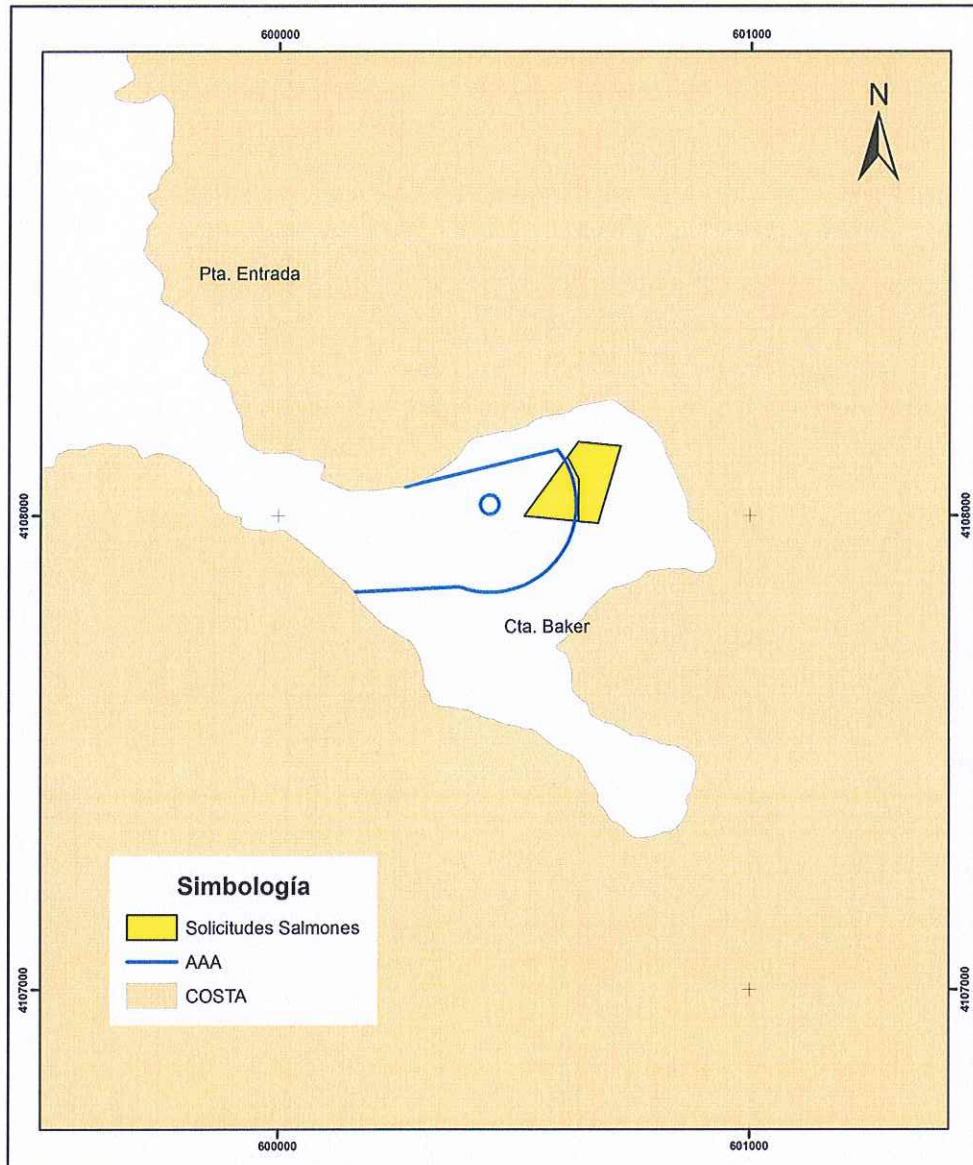 600000
601000
N
Pta. Entrada
4108000
4108000
Cta. Baker
Simbología
Solicitudes Salmones
AAA
COSTA
4107000
4107000
600000
601000